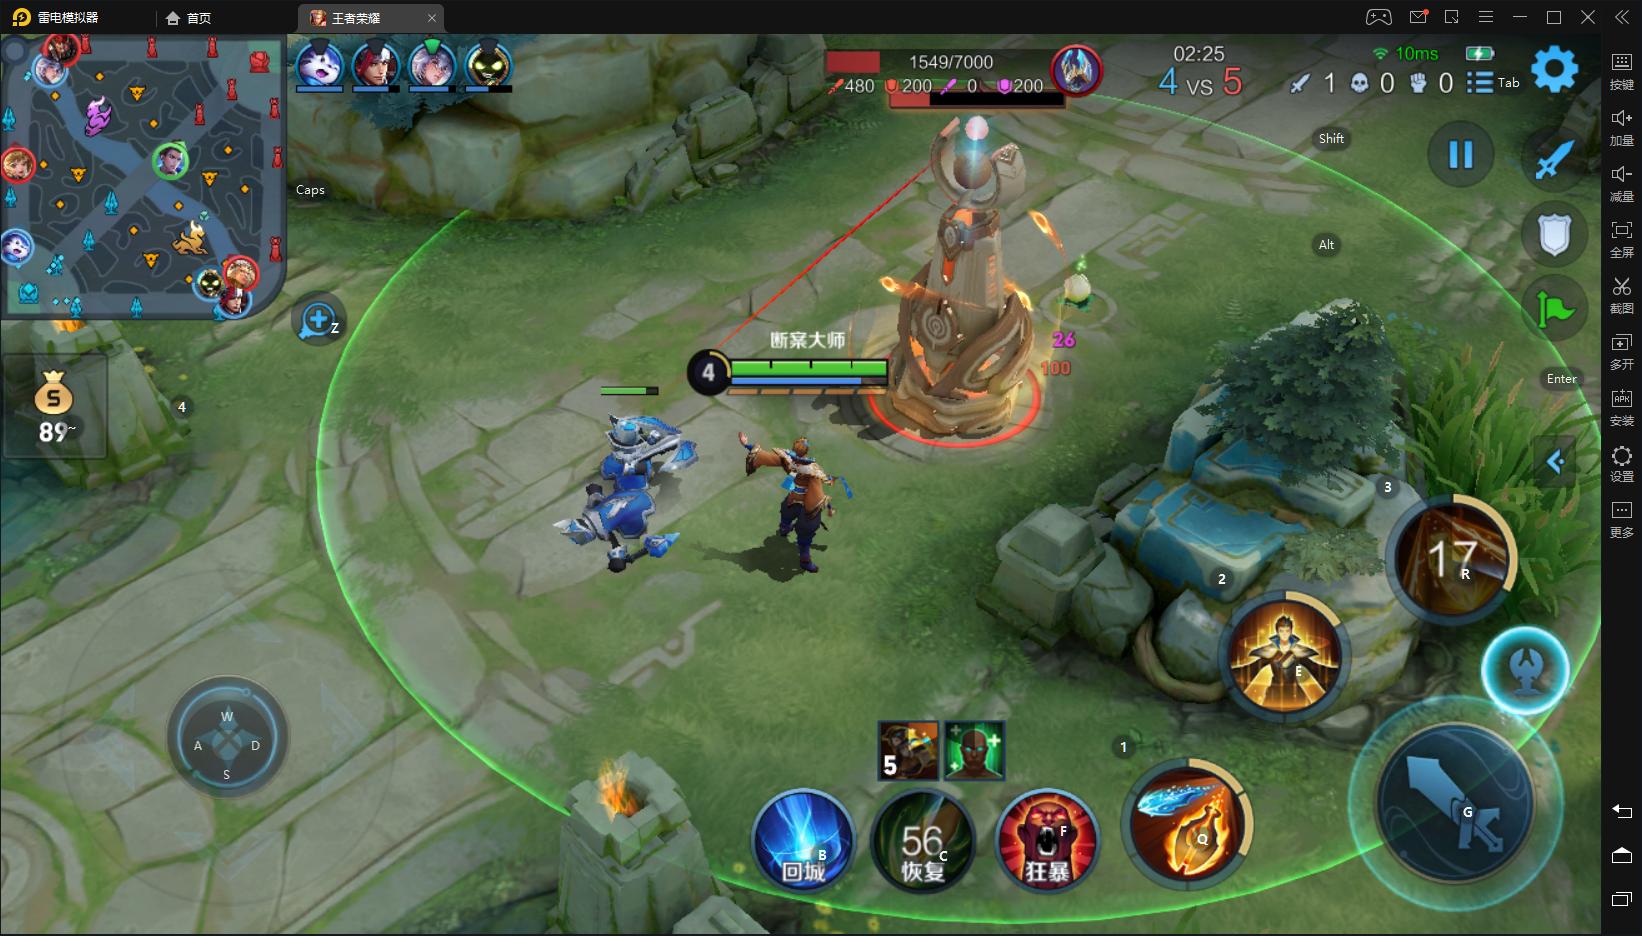 雷电模拟器
首页
王者荣耀
1549/7000
480 200 0 200
02:25
4 vs 5
10ms
1 0 0
Tab
按键
加量
减量
全屏
截图
多开
安装
设置
更多
APK
Shift
Caps
Alt
Z
Enter
断案大师
4
26
100
S
89~
4
3
17
R
2
E
W
A
D
S
5
1
B
回城
56
C
恢复
F
狂暴
Q
G